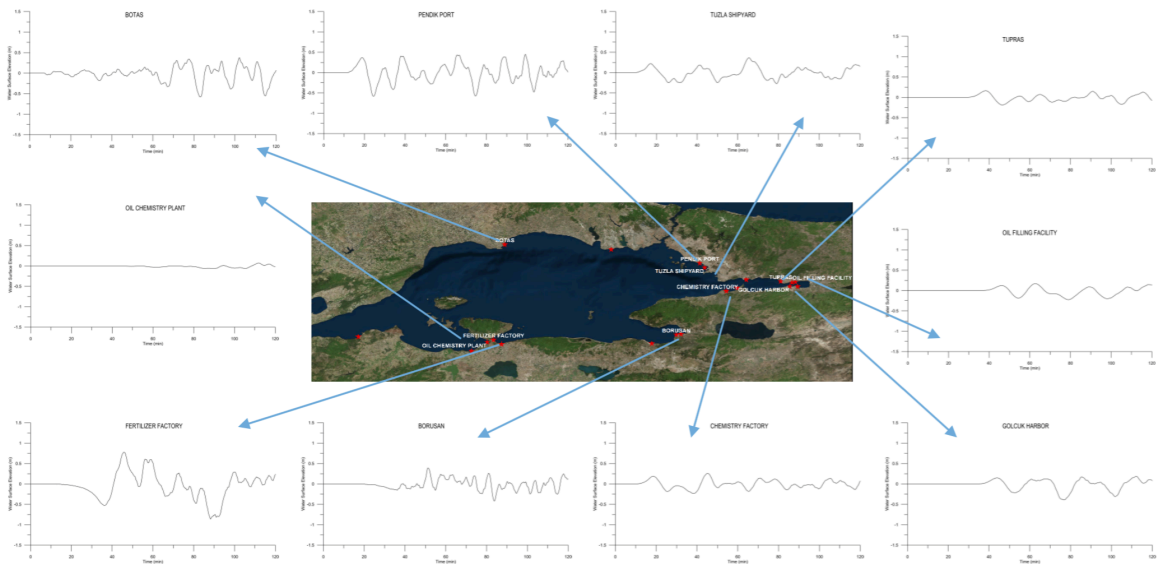 BOTAS
PENDIK PORT
TUZLA SHIPYARD
TUPRAS
OIL CHEMISTRY PLANT
OIL FILLING FACILITY
FERTILIZER FACTORY
BORUSAN
CHEMISTRY FACTORY
GOLCUK HARBOR
Water Surface Elevation (m)
1.5
1
0.5
0
-0.5
-1
-1.5
0
20
40
60
80
100
120
Time (min)
BOTAS
PENDIK PORT
TUZLA SHIPYARD
CHEMISTRY FACTORY
GOLCUK HARBOR
OIL FILLING FACILITY
BORUSAN
FERTILIZER FACTORY
OIL CHEMISTRY PLANT